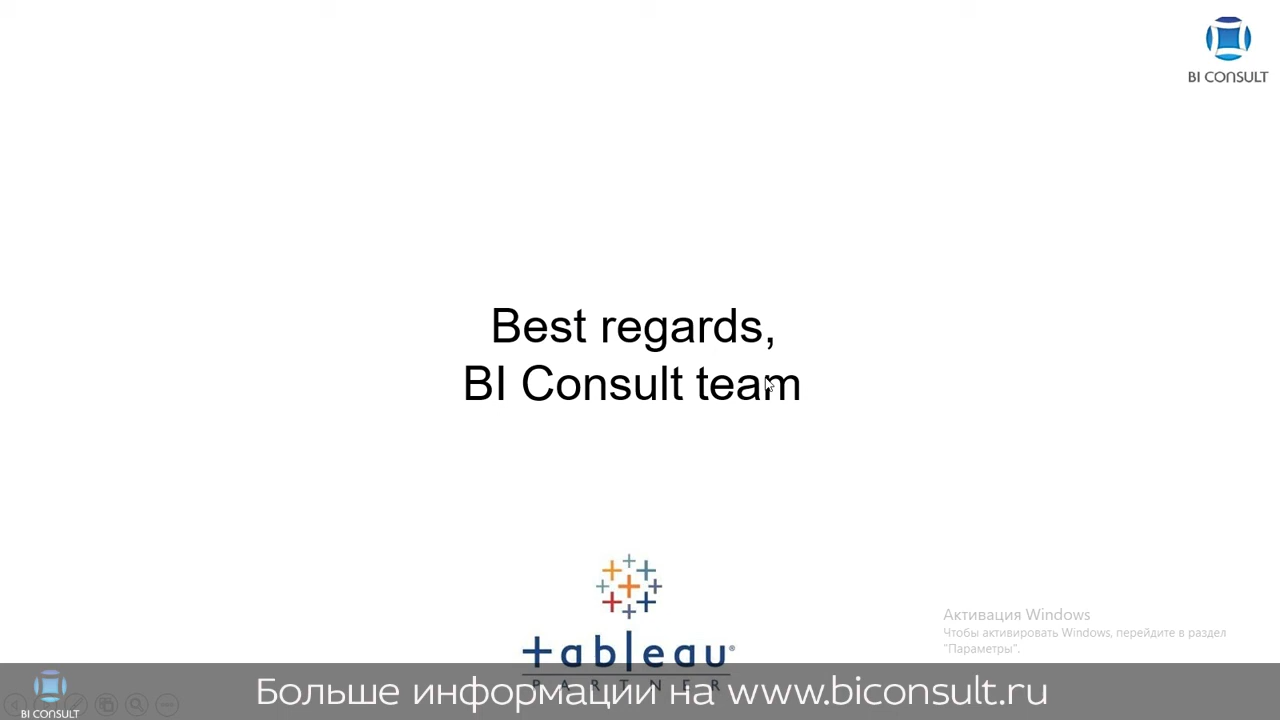 BI CONSULT
Best regards,
BI Consult team
+ableau®
PARTNER
Активация Windows
Чтобы активировать Windows, перейдите в раздел
"Параметры".
BI CONSULT
Больше информации на www.biconsult.ru